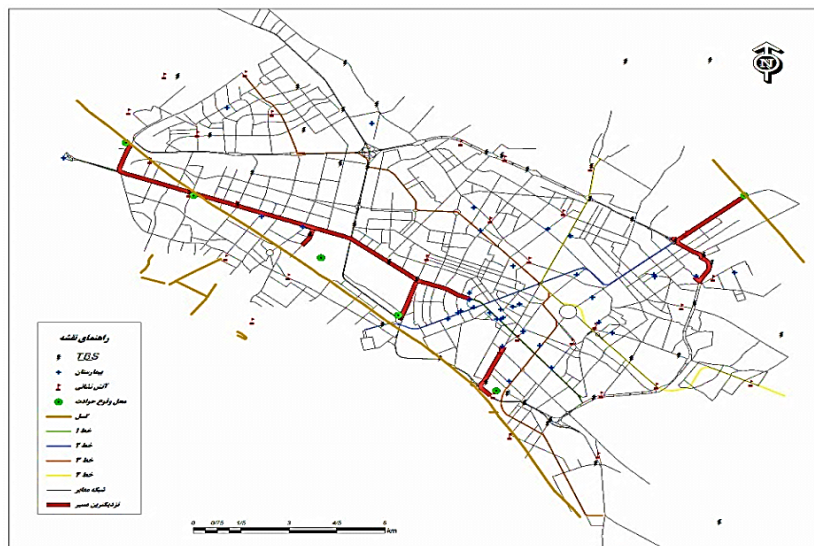 N
راهنمای نقشه
T.B.S
بیمارستان
آتش نشانی
محل وقوع حوادث
گسل
خط ۱
خط ۲
خط ۳
خط ۴
شبکه معابر
نزدیکترین مسیر
0 0/75 1/5 3 4/5 6
km